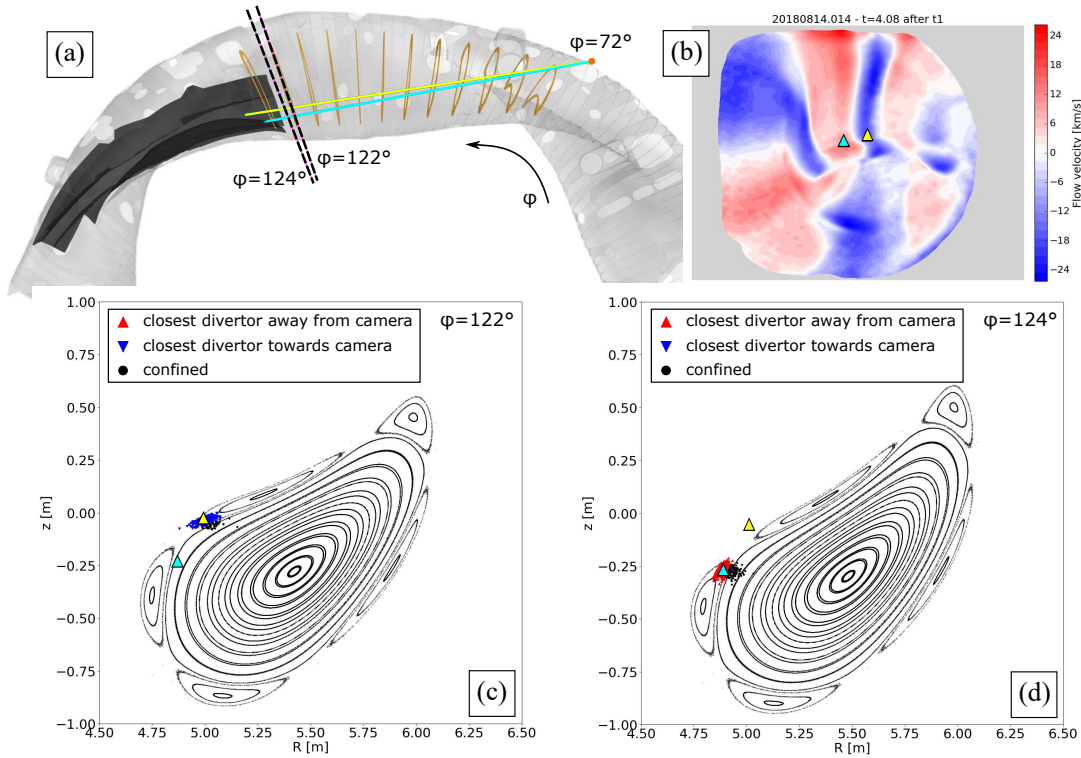 (a)
φ=72°
φ=122°
φ=124°
φ
(b)
20180814.014 - t=4.08 after t1
24
18
12
6
0
−6
−12
−18
−24
Flow velocity [km/s]
closest divertor away from camera
closest divertor towards camera
confined
φ=122°
1.00
0.75
0.50
0.25
0.00
−0.25
−0.50
−0.75
−1.00
z [m]
4.50 4.75 5.00 5.25 5.50 5.75 6.00 6.25 6.50
R [m]
(c)
closest divertor away from camera
closest divertor towards camera
confined
φ=124°
1.00
0.75
0.50
0.25
0.00
−0.25
−0.50
−0.75
−1.00
z [m]
4.50 4.75 5.00 5.25 5.50 5.75 6.00 6.25 6.50
R [m]
(d)